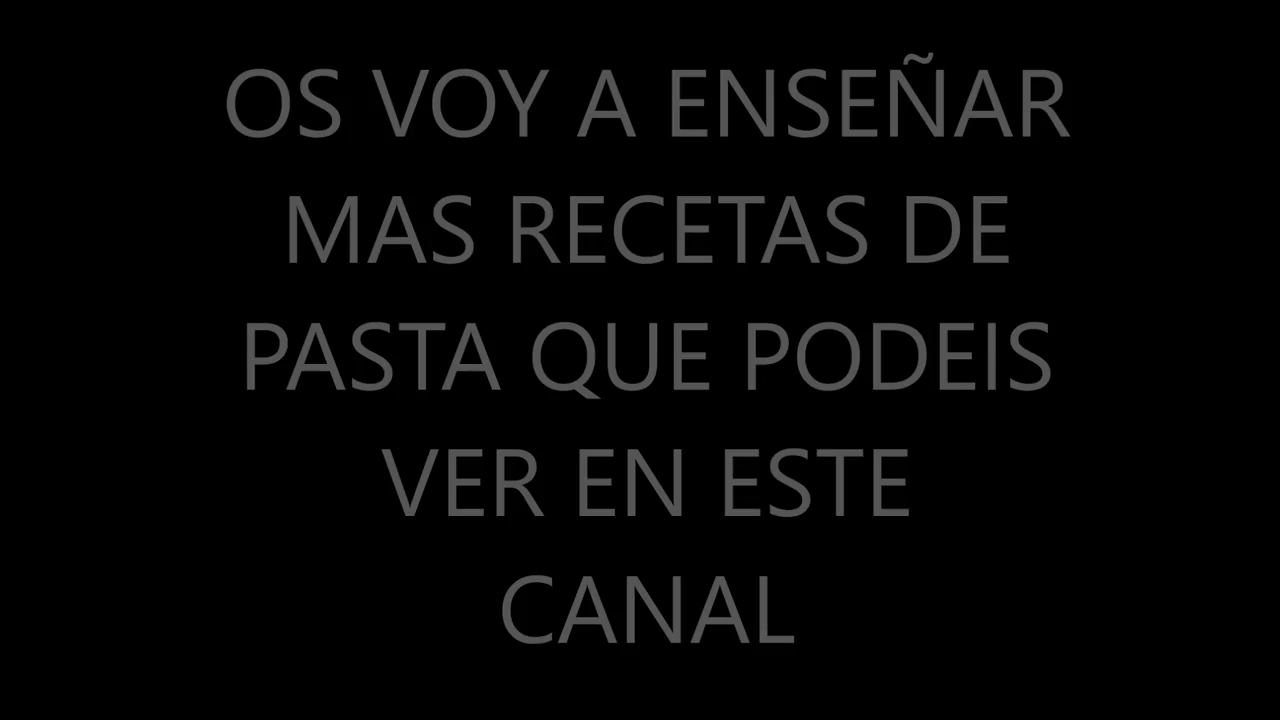 OS VOY A ENSEÑAR
MAS RECETAS DE
PASTA QUE PODEIS
VER EN ESTE
CANAL